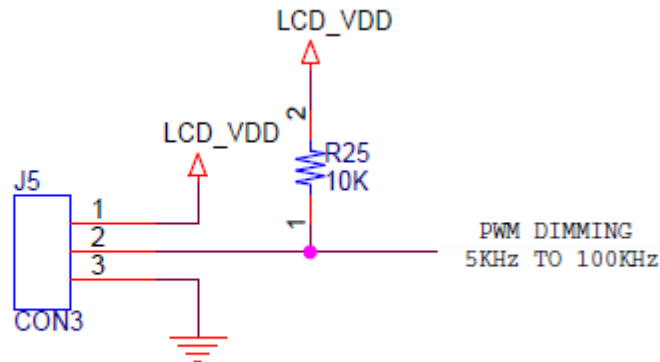 LCD_VDD
2
LCD_VDD
R25
10K
J5
1
1
2
3
PWM DIMMING
5KHz TO 100KHz
CON3